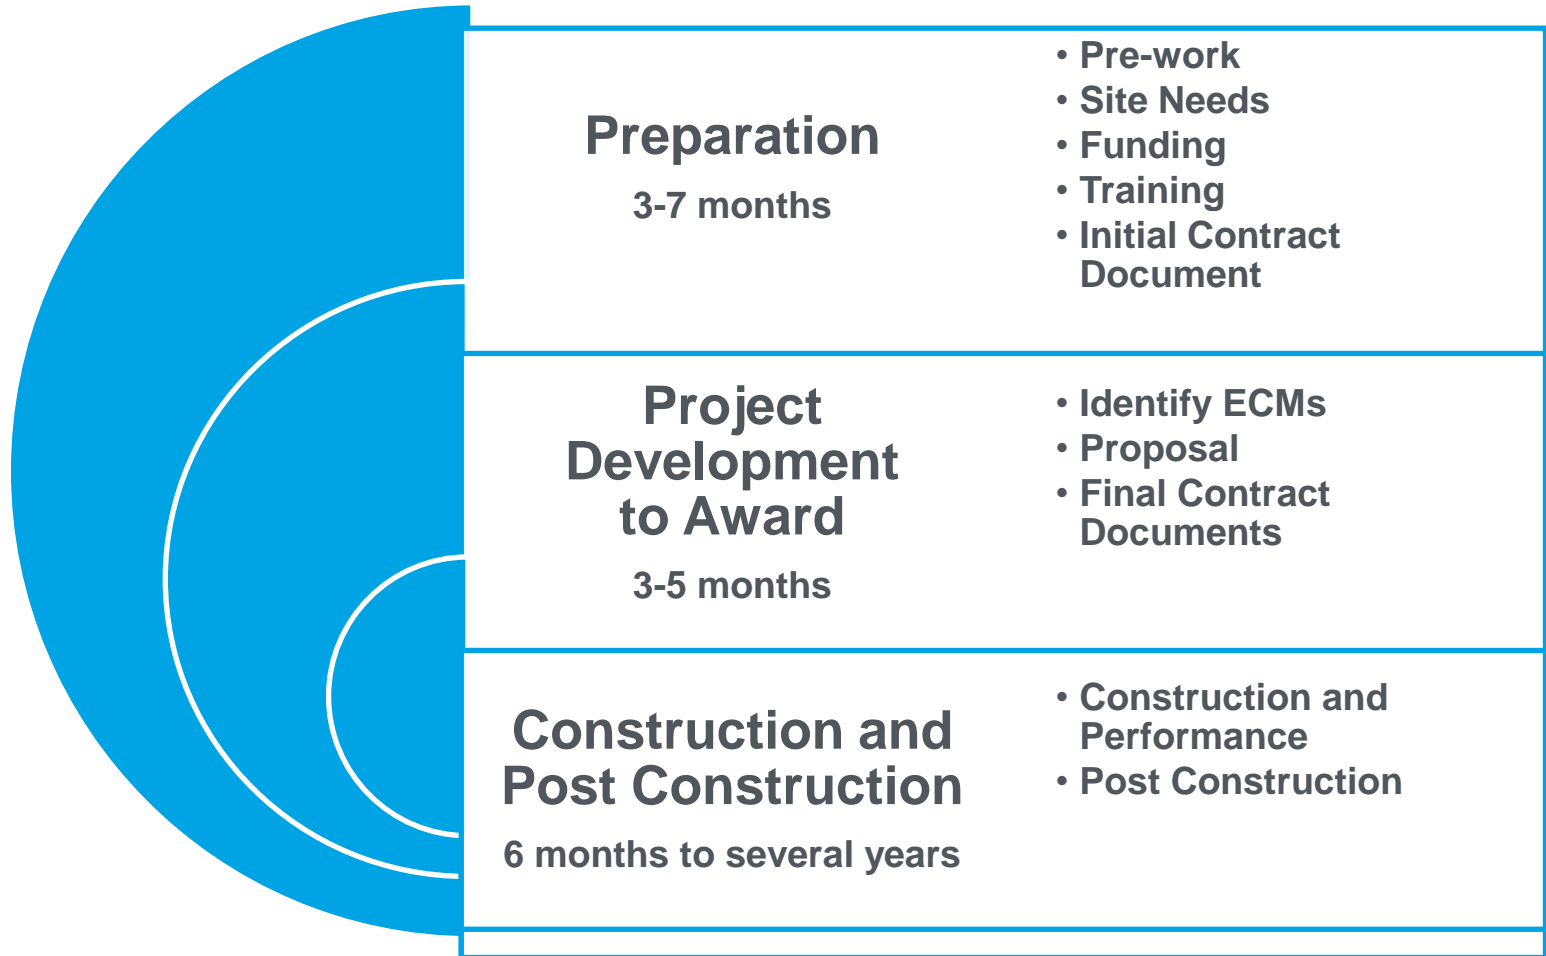 Preparation
3-7 months
• Pre-work
• Site Needs
• Funding
• Training
• Initial Contract
Document
Project
Development
to Award
3-5 months
• Identify ECMs
• Proposal
• Final Contract
Documents
Construction and
Post Construction
6 months to several years
• Construction and
Performance
• Post Construction